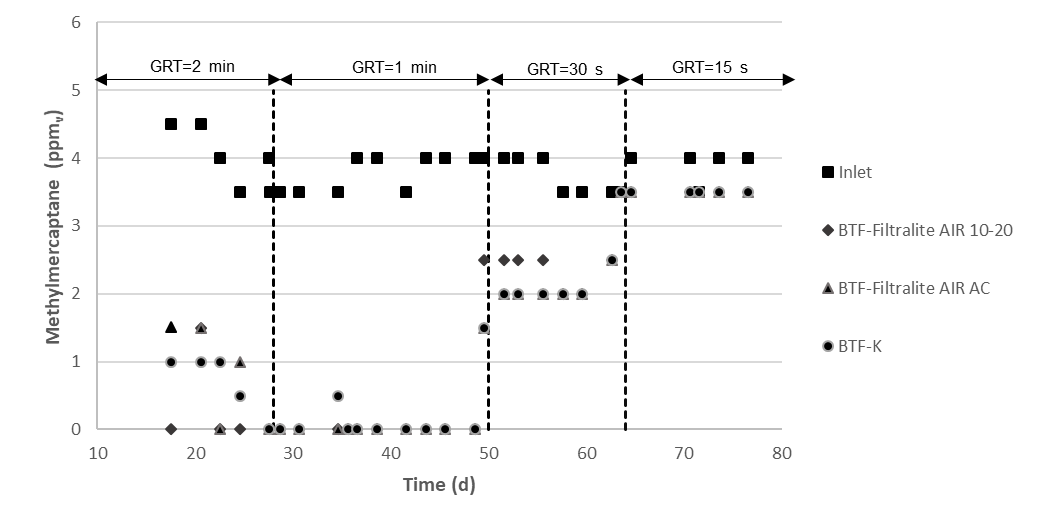 6
GRT=2 min GRT=1 min GRT=30 s GRT=15 s
5
4
3
2
1
0
10 20 30 40 50 60 70 80
Time (d)
Methylmercaptane (ppmv)
Inlet
BTF-Filtralite AIR 10-20
BTF-Filtralite AIR AC
BTF-K